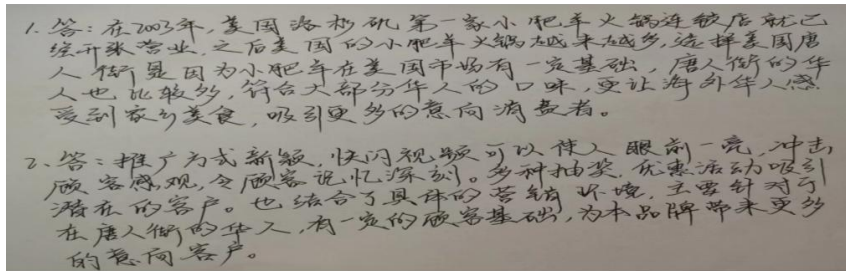 1. 答：在2003年，美国洛杉矶第一家小肥羊火锅连锁店就已
经开张营业，之后美国的小肥羊火锅越来越多，选择美国唐
人街是因为小肥羊在美国市场有一定基础，唐人街的华
人也比较多，符合大部分华人的口味，更让海外华人感
受到家乡美食，吸引更多的意向消费者。
2、答：推广方式新颖，快闪视频可以使人眼前一亮，冲击
顾客感观，令顾客记忆深刻。多种抽奖，优惠活动吸引
潜在的客户。也结合了具体的营销环境，主要针对于
在唐人街的华人，有一定的顾客基础，为本品牌带来更多
的意向客户。